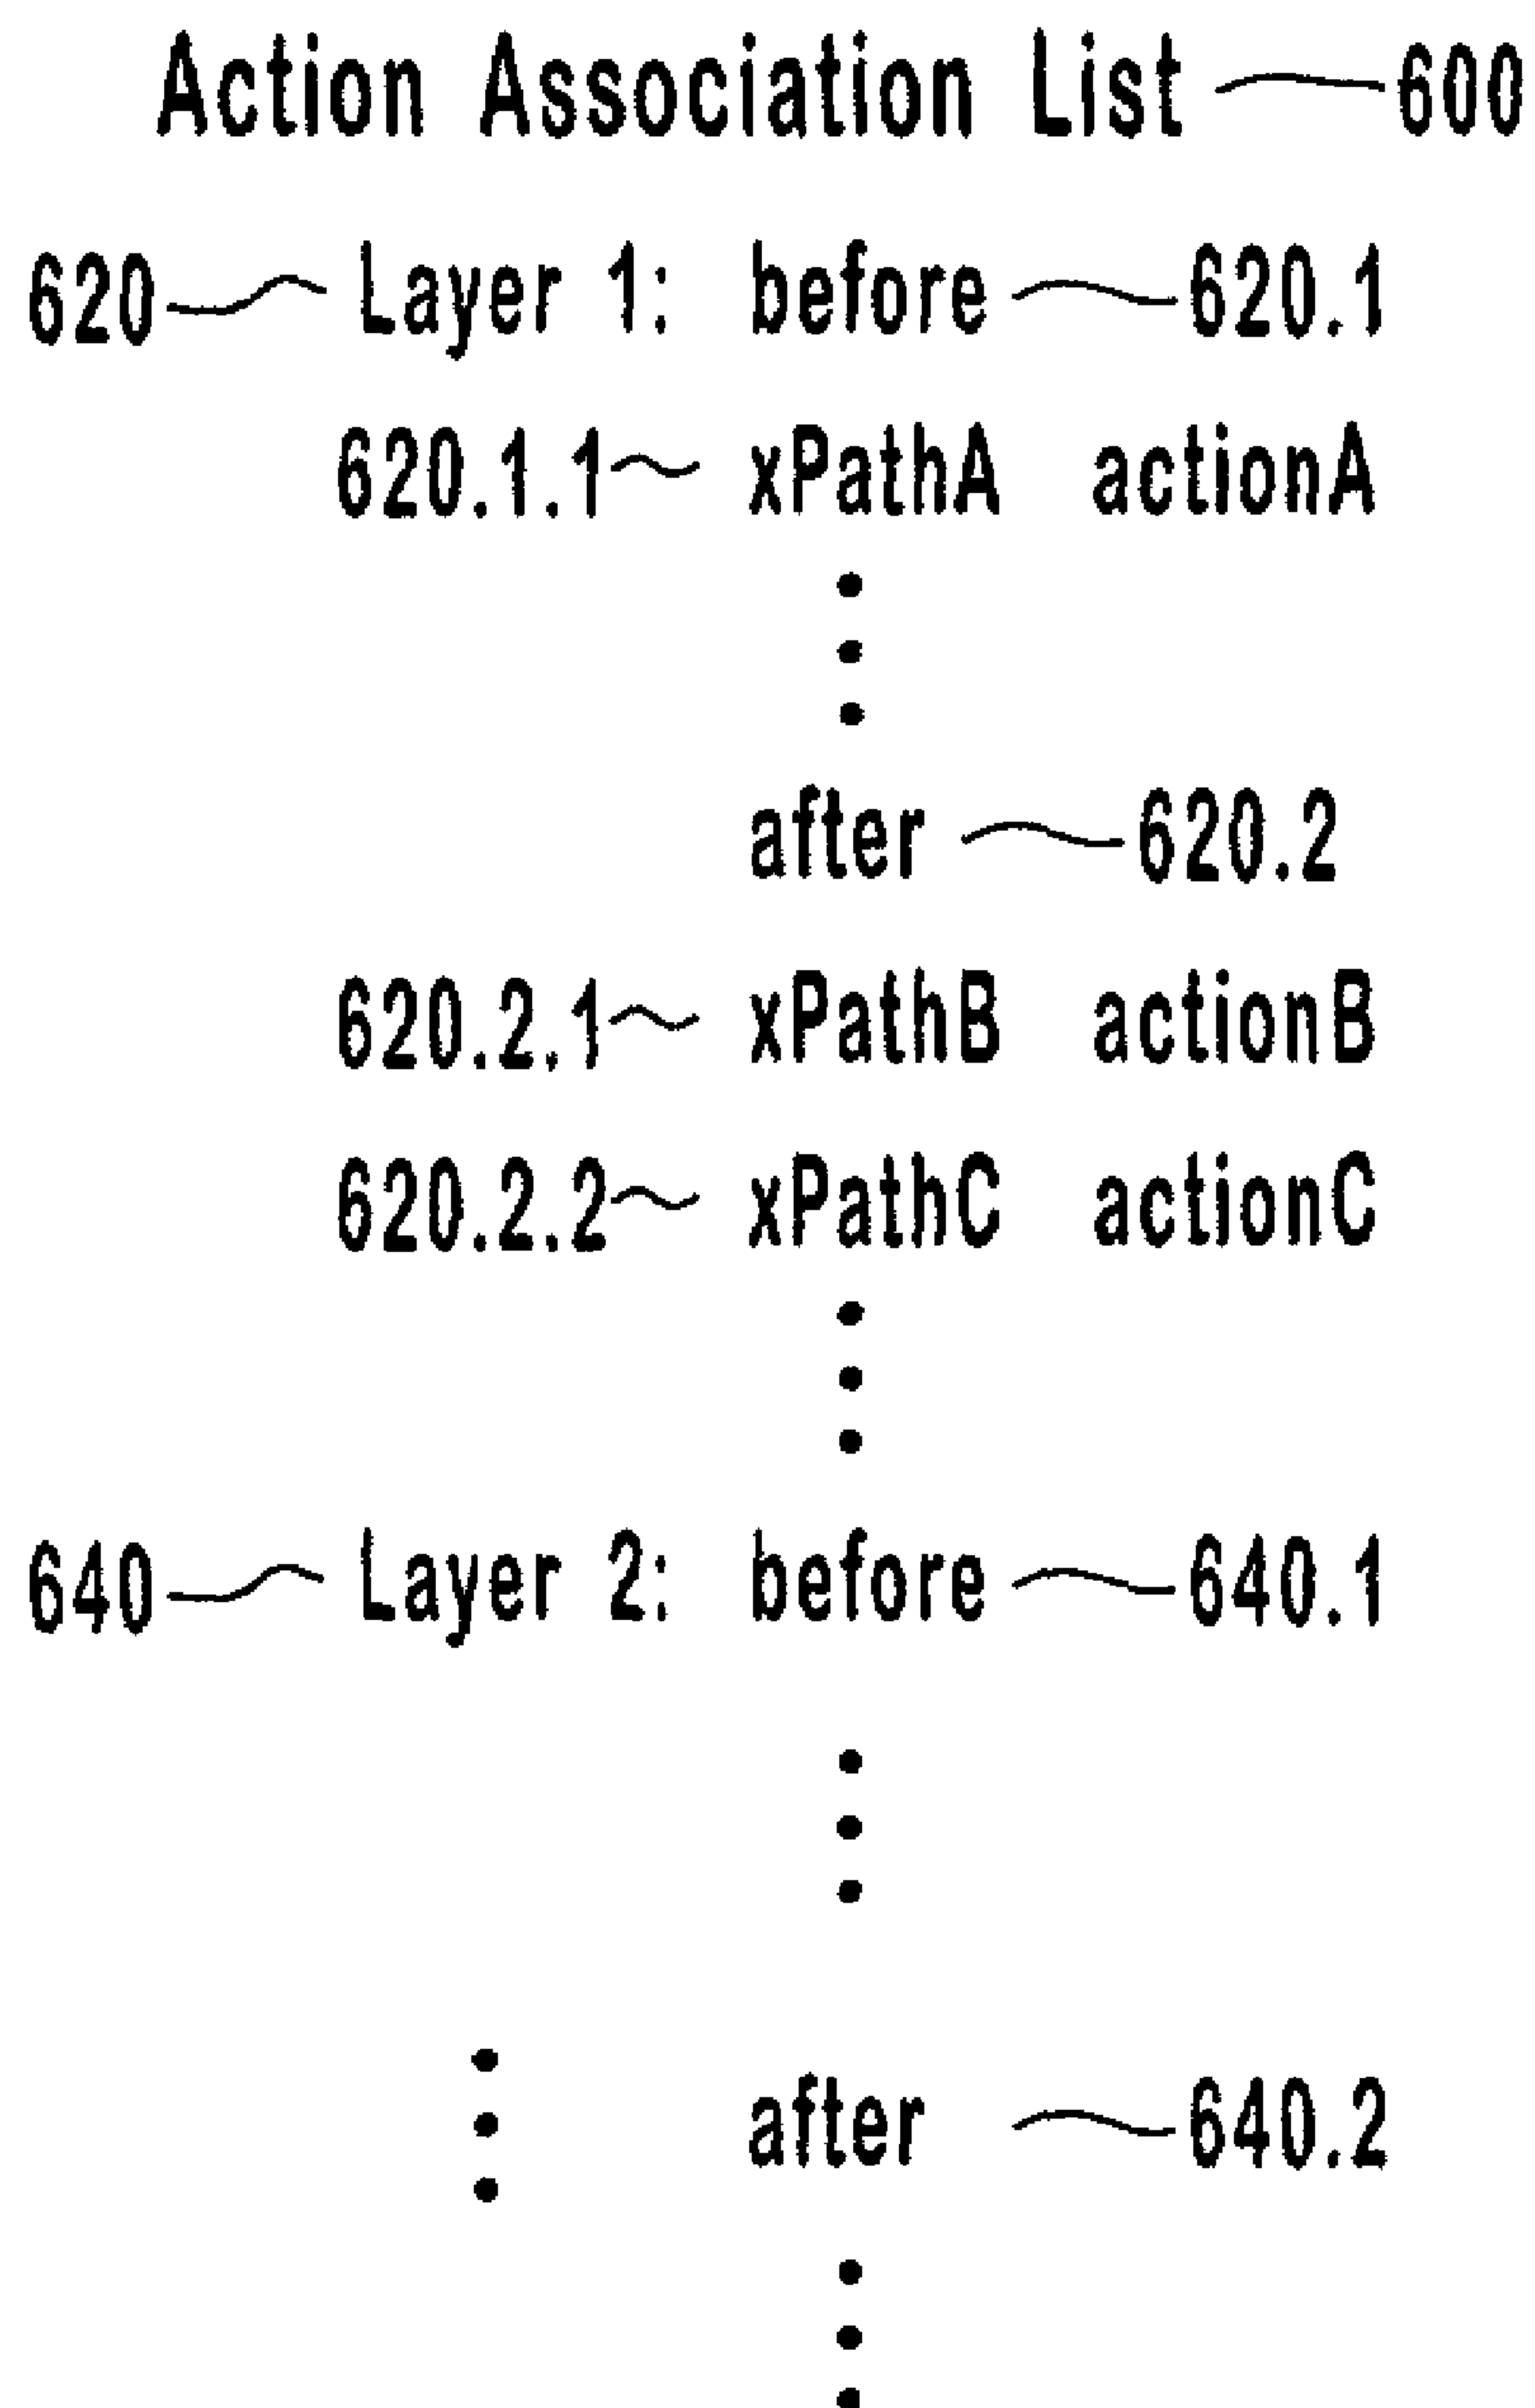 Action Association List 600
620 Layer 1: before 620.1
620.1.1 xPathA actionA
after 620.2
620.2.1 xPathB actionB
620.2.2 xPathC actionC
640 Layer 2: before 640.1
after 640.2